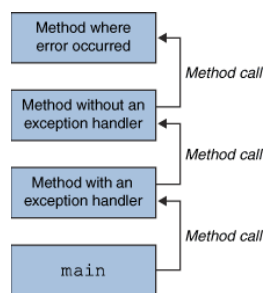 Method where
error occurred
Method call
Method without an
exception handler
Method call
Method with an
exception handler
Method call
main